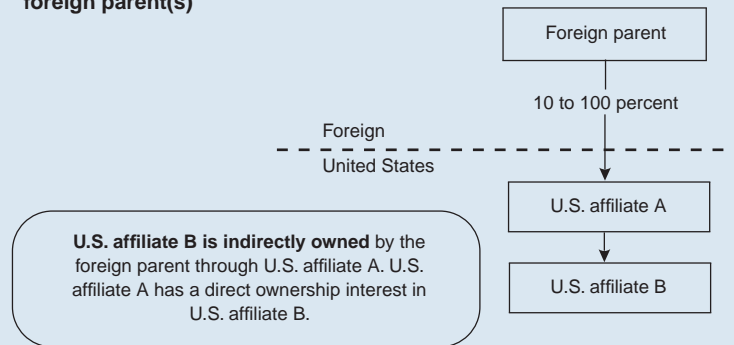 foreign parent(s)
Foreign parent
10 to 100 percent
Foreign
United States
U.S. affiliate A
U.S. affiliate B is indirectly owned by the
foreign parent through U.S. affiliate A. U.S.
affiliate A has a direct ownership interest in
U.S. affiliate B.
U.S. affiliate B